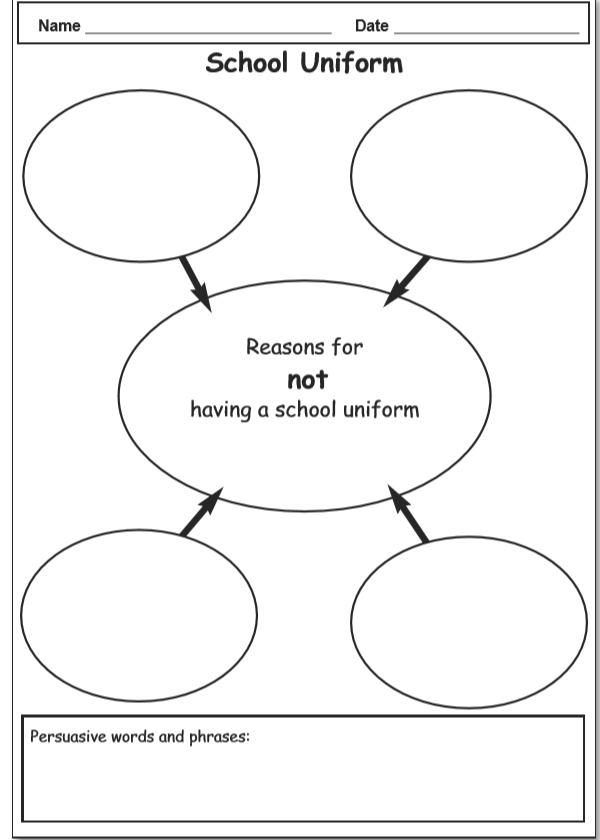 Name Date
School Uniform
Reasons for
not
having a school uniform
Persuasive words and phrases: